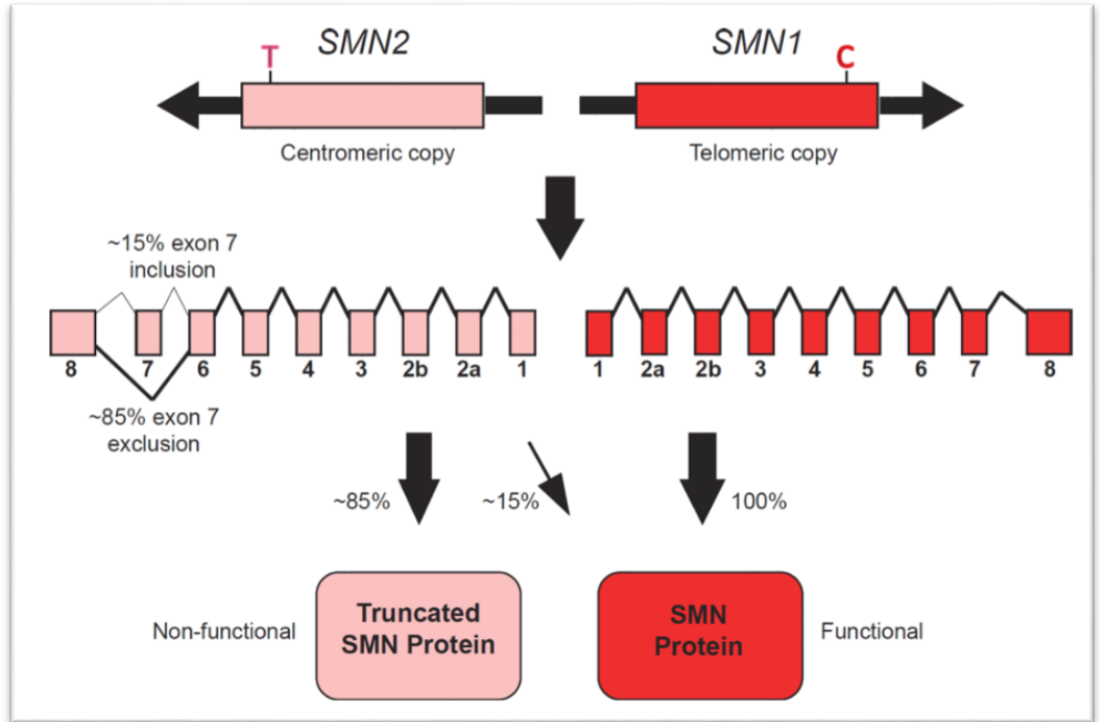 SMN2
SMN1
T
C
Centromeric copy
Telomeric copy
~15% exon 7
inclusion
8 7 6 5 4 3 2b 2a 1
1 2a 2b 3 4 5 6 7 8
~85% exon 7
exclusion
~85%
~15%
100%
Non-functional
Truncated
SMN Protein
SMN
Protein
Functional